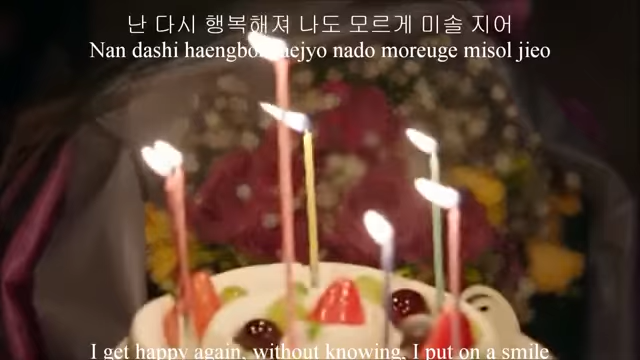 난 다시 행복해져 나도 모르게 미솔 지어
Nan dashi haengbokhaejyo nado moreuge misol jieo
I get happy again, without knowing, I put on a smile